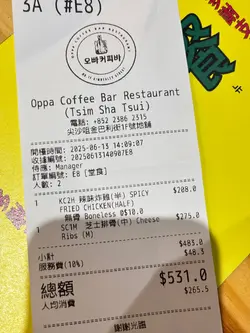 3A (#E8)
OPPA COFFEE BAR RESTAURANT
오빠커피바
Oppa Coffee Bar Restaurant
(Tsim Sha Tsui)
電話: +852 2386 2315
尖沙咀金巴利街17號地舖
開檯時間: 2025-06-13 14:09:07
收據編號: 20250613140907E8
侍應: Manager
訂單編號: E8 [堂食]
人數: 2
1 KC2H 辣味炸雞(半) SPICY $208.0
FRIED CHICKEN(HALF)
無骨 Boneless @$10.0
1 SC1M 芝士排骨(中) Cheese $275.0
Ribs (M)
小計 $483.0
服務費(10%) $48.3
總額 $531.0
人均消費 $265.5
謝謝光臨